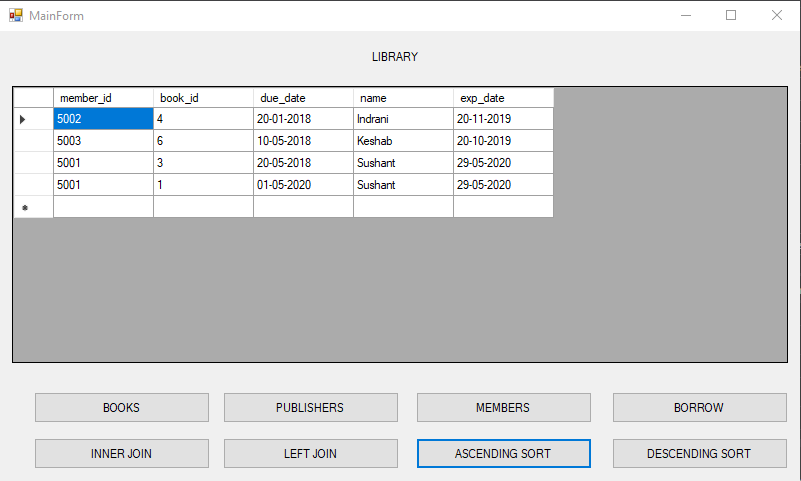 MainForm
LIBRARY
member_id book_id due_date name exp_date
5002 4 20-01-2018 Indrani 20-11-2019
5003 6 10-05-2018 Keshab 20-10-2019
5001 3 20-05-2018 Sushant 29-05-2020
5001 1 01-05-2020 Sushant 29-05-2020
BOOKS PUBLISHERS MEMBERS BORROW
INNER JOIN LEFT JOIN ASCENDING SORT DESCENDING SORT